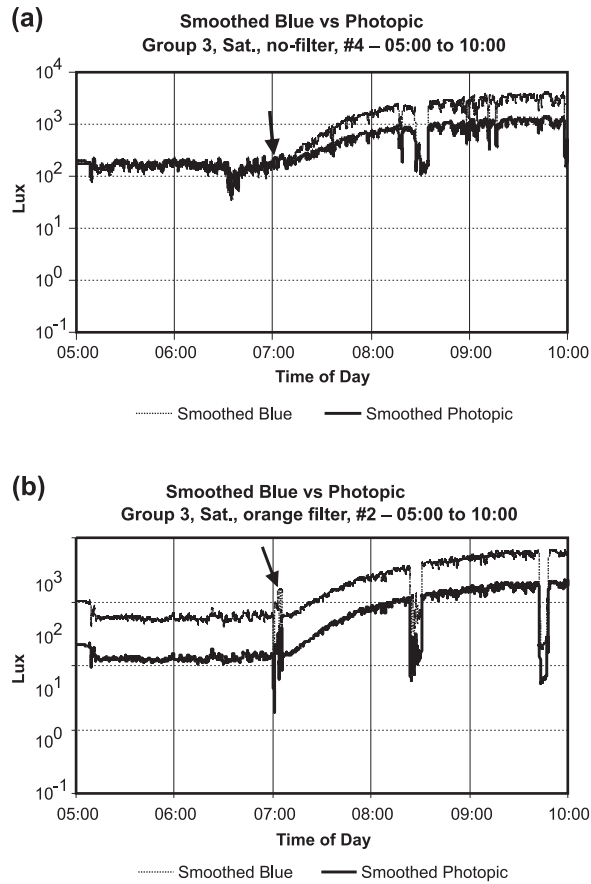 (a)
Smoothed Blue vs Photopic
Group 3, Sat., no-filter, #4 – 05:00 to 10:00
10^4
10^3
10^2
10^1
10^0
10^-1
Lux
05:00 06:00 07:00 08:00 09:00 10:00
Time of Day
Smoothed Blue Smoothed Photopic
(b)
Smoothed Blue vs Photopic
Group 3, Sat., orange filter, #2 – 05:00 to 10:00
10^3
10^2
10^1
10^0
10^-1
Lux
05:00 06:00 07:00 08:00 09:00 10:00
Time of Day
Smoothed Blue Smoothed Photopic